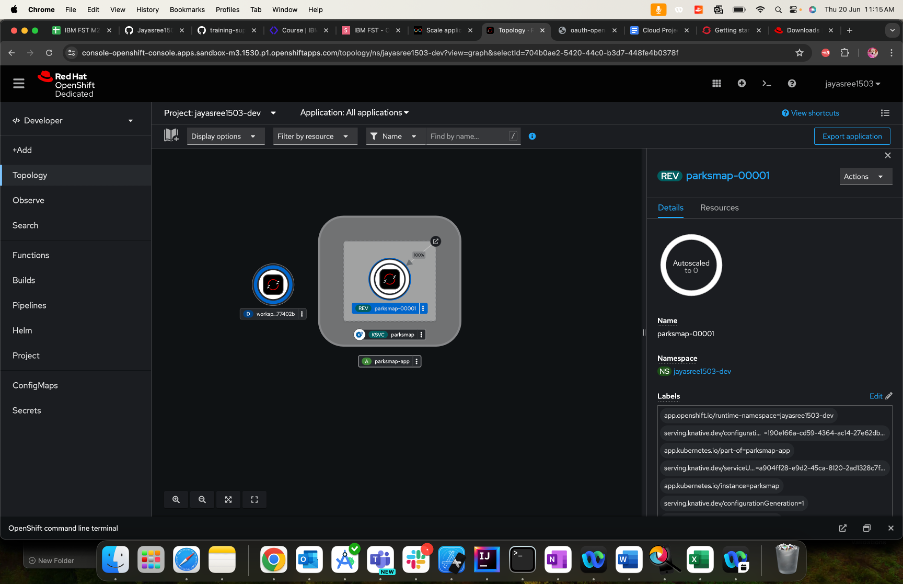 Chrome File Edit View History Bookmarks Profiles Tab Window Help Thu 20 Jun 11:15 AM
IBM FST M3 Jayasree15 training-su Course | IB IBM FST - C Scale applic Topology - oauth-open Cloud Prak Getting star Downloads
console-openshift-console.apps.sandbox-m3.1530.p1.openshiftapps.com/topology/ns/jayasree1503-dev?view=graph&selectId=704b0ae2-5420-44c0-b3d7-448fe4b03781
Red Hat
OpenShift
Dedicated
jayasree1503
Developer
Project: jayasree1503-dev Application: All applications View shortcuts
Display options Filter by resource Name Find by name... / Export application
+Add
Topology
Observe
Search
Functions
Builds
Pipelines
Helm
Project
ConfigMaps
Secrets
100%
D worksp...77402b
REV parksmap-00001
KSVC parksmap
A parksmap-app
REV parksmap-00001 Actions
Details Resources
Autoscaled
to 0
Name
parksmap-00001
Namespace
NS jayasree1503-dev
Labels Edit
app.openshift.io/runtime-namespace=jayasree1503-dev
serving.knative.dev/configurati... =190e166a-cd59-4364-ac14-27e62db...
app.kubernetes.io/part-of=parksmap-app
serving.knative.dev/serviceU... =a904ff28-e9d2-45ca-8f20-2ad1328c7f...
app.kubernetes.io/instance=parksmap
serving.knative.dev/configurationGeneration=1
OpenShift command line terminal
New Folder
NEW